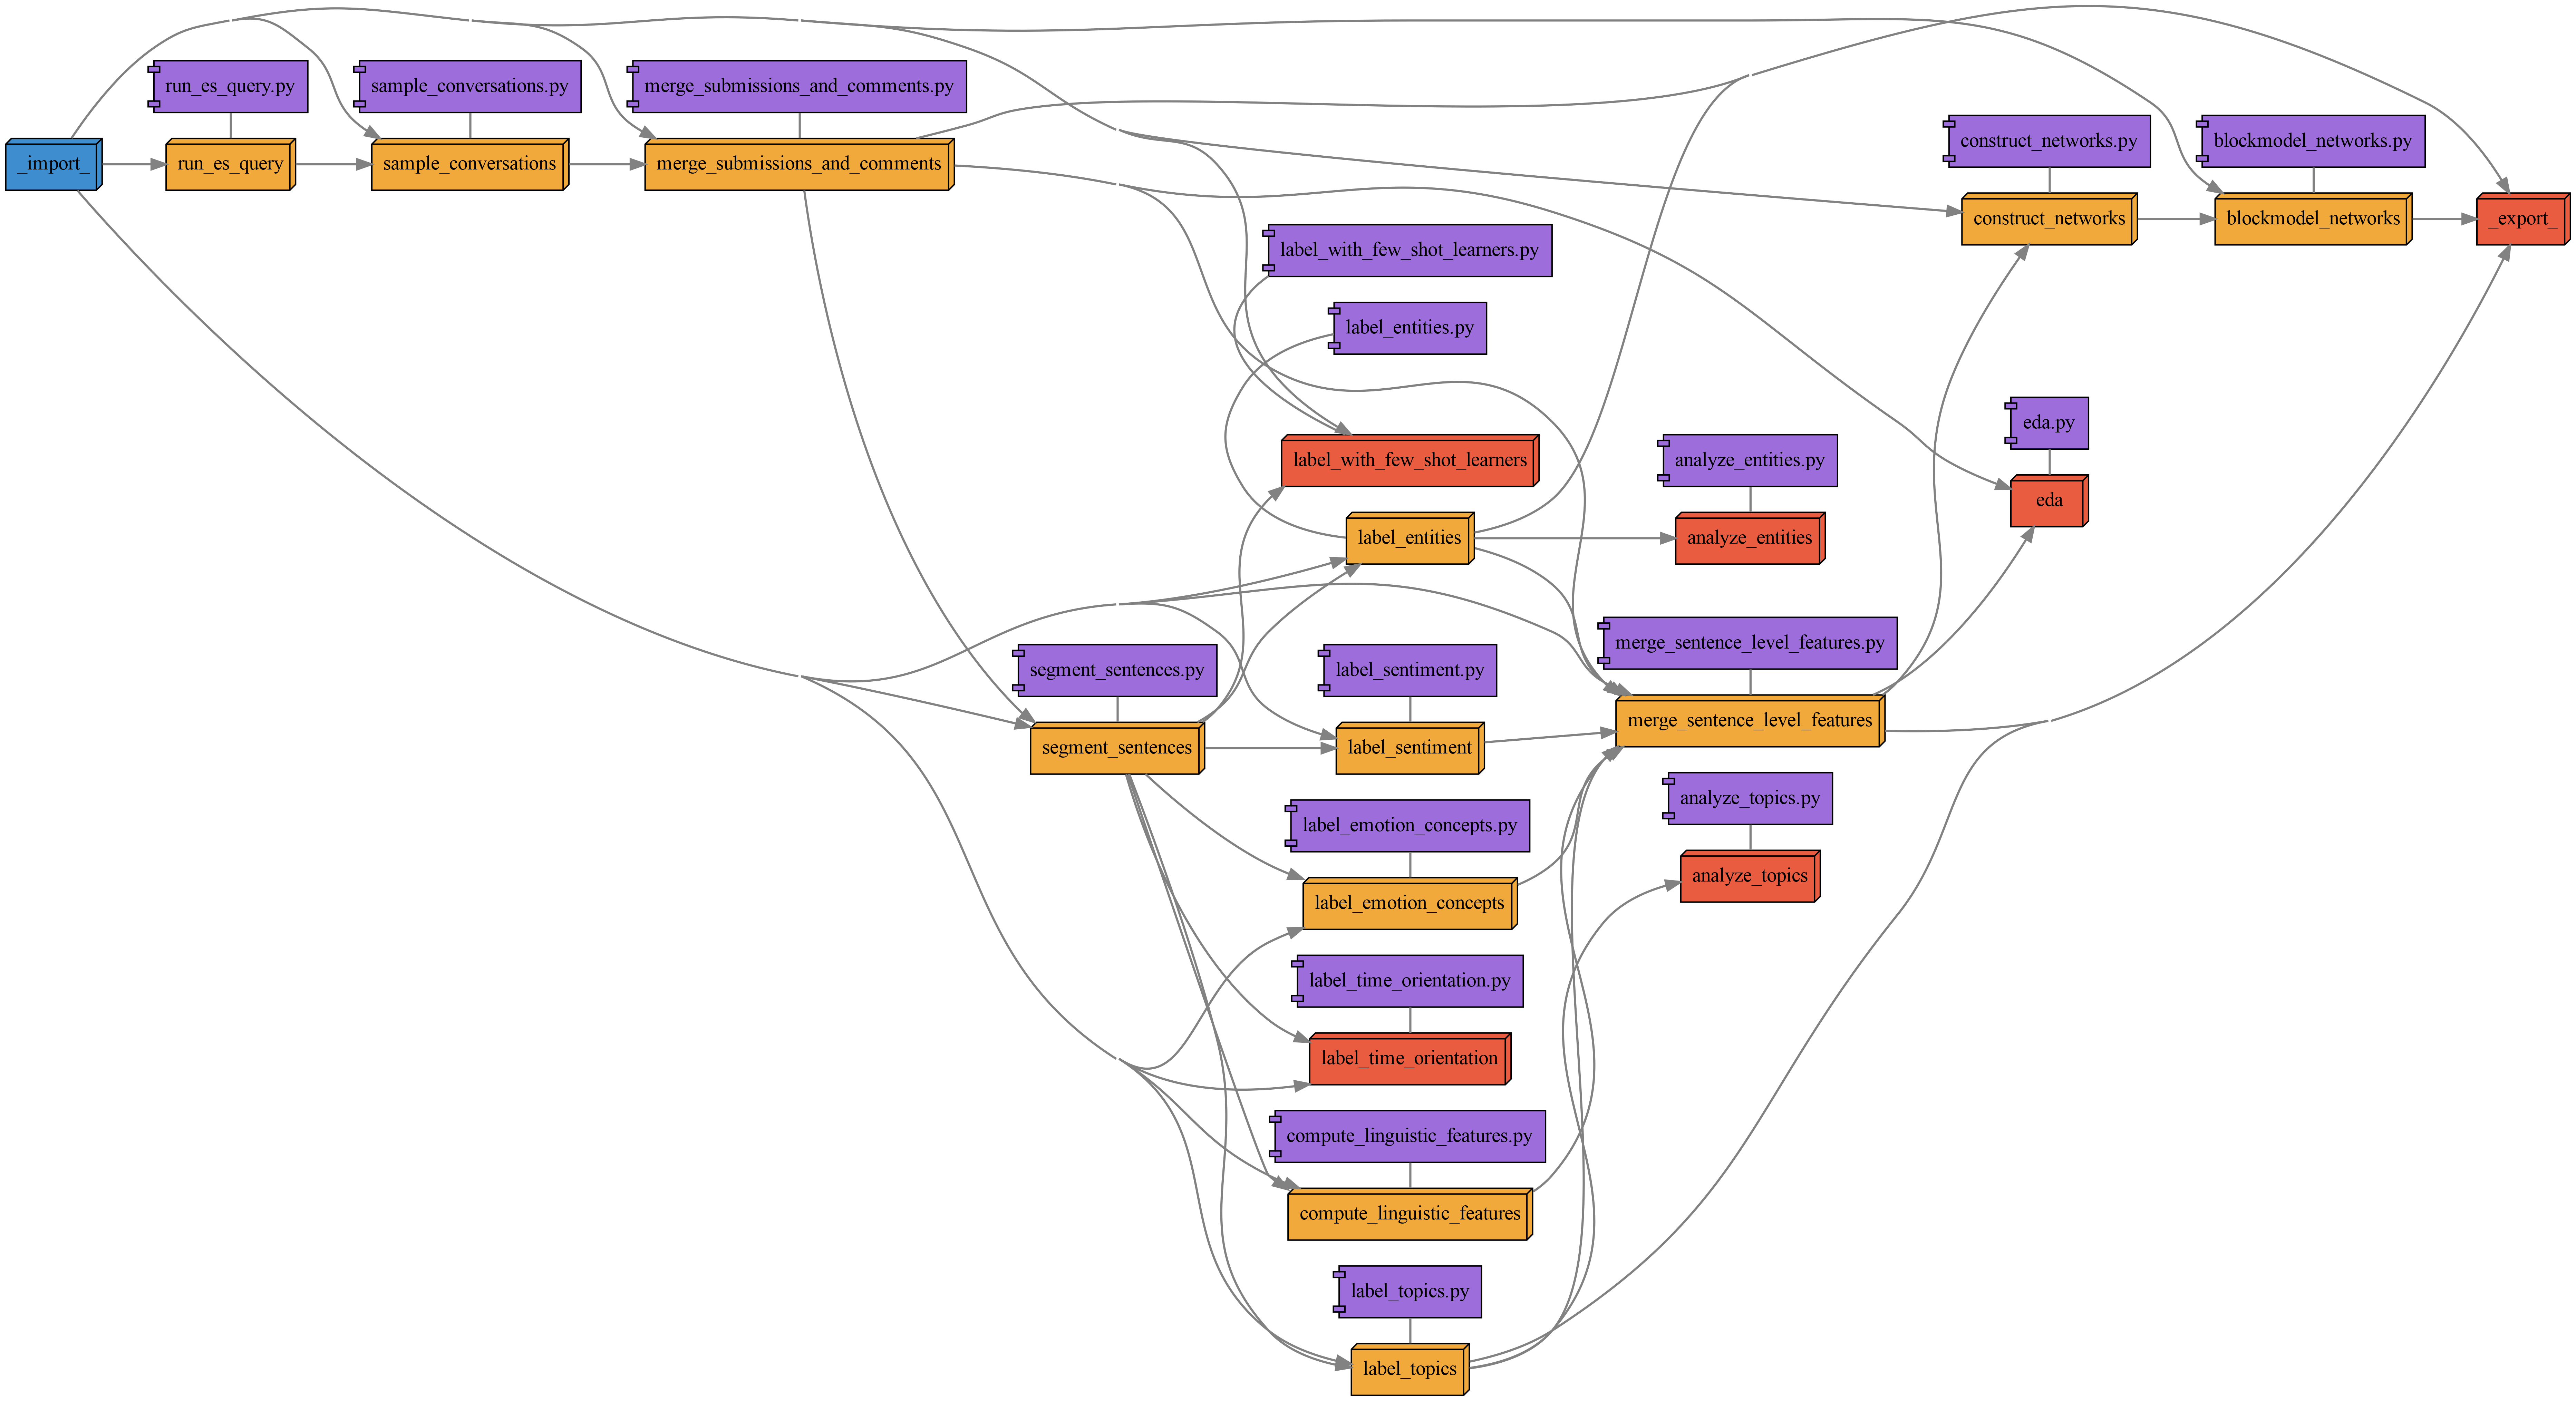 run_es_query.py
sample_conversations.py
merge_submissions_and_comments.py
_import_
run_es_query
sample_conversations
merge_submissions_and_comments
construct_networks.py
blockmodel_networks.py
construct_networks
blockmodel_networks
_export_
label_with_few_shot_learners.py
label_entities.py
eda.py
label_with_few_shot_learners
analyze_entities.py
eda
label_entities
analyze_entities
merge_sentence_level_features.py
segment_sentences.py
label_sentiment.py
merge_sentence_level_features
segment_sentences
label_sentiment
analyze_topics.py
label_emotion_concepts.py
analyze_topics
label_emotion_concepts
label_time_orientation.py
label_time_orientation
compute_linguistic_features.py
compute_linguistic_features
label_topics.py
label_topics